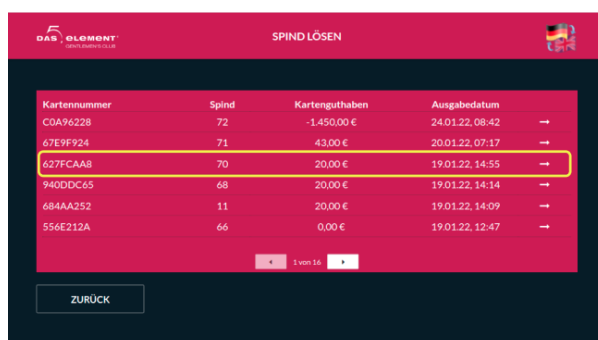 DAS element
GENTLEMEN'S CLUB
SPIND LÖSEN
Kartennummer Spind Kartenguthaben Ausgabedatum
C0A96228 72 -1.450,00 € 24.01.22, 08:42 →
67E9F924 71 43,00 € 20.01.22, 07:17 →
627FCAA8 70 20,00 € 19.01.22, 14:55 →
940DDC65 68 20,00 € 19.01.22, 14:14 →
684AA252 11 20,00 € 19.01.22, 14:09 →
556E212A 66 0,00 € 19.01.22, 12:47 →
1 von 16
ZURÜCK